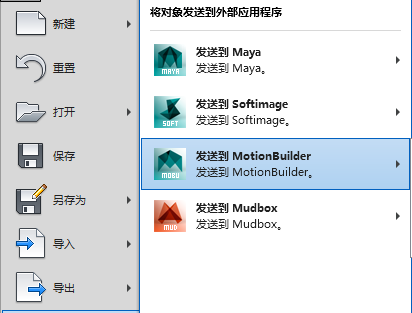 新建
重置
打开
保存
另存为
导入
导出
将对象发送到外部应用程序
MAYA
发送到 Maya
发送到 Maya。
SOFT
发送到 Softimage
发送到 Softimage。
MOBU
发送到 MotionBuilder
发送到 MotionBuilder。
MUD
发送到 Mudbox
发送到 Mudbox。